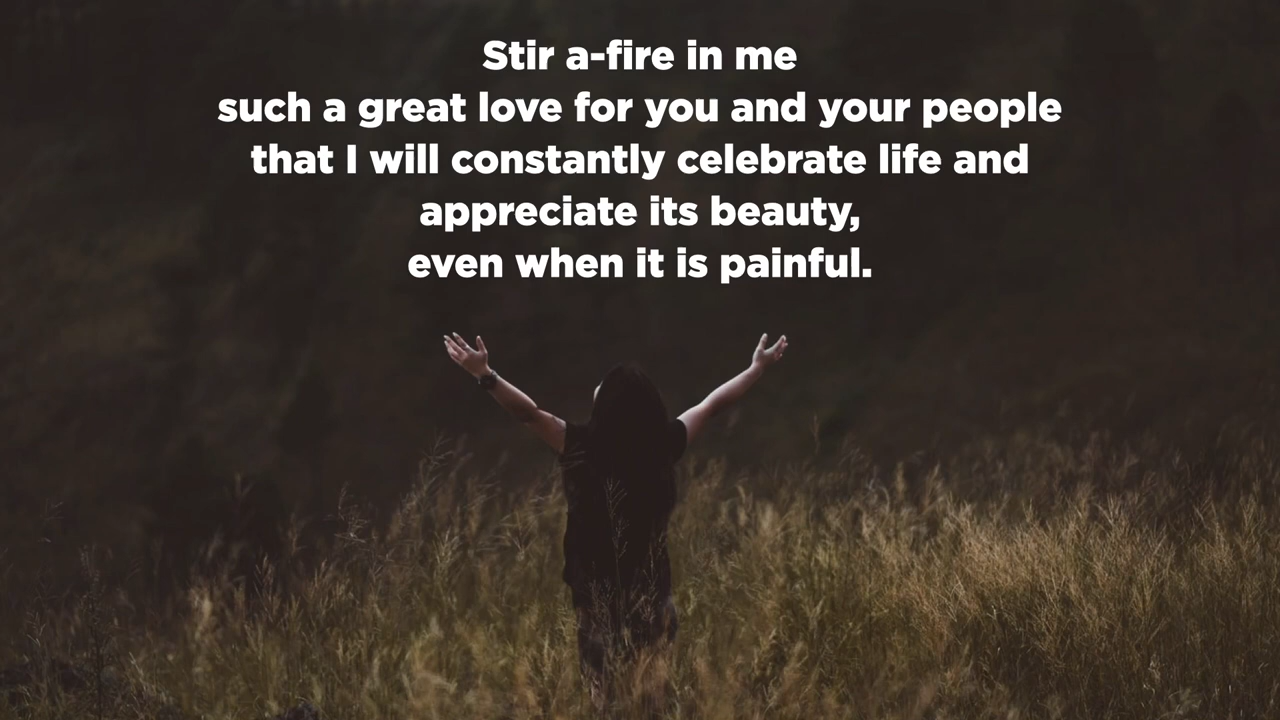 Stir a-fire in me
such a great love for you and your people
that I will constantly celebrate life and
appreciate its beauty,
even when it is painful.